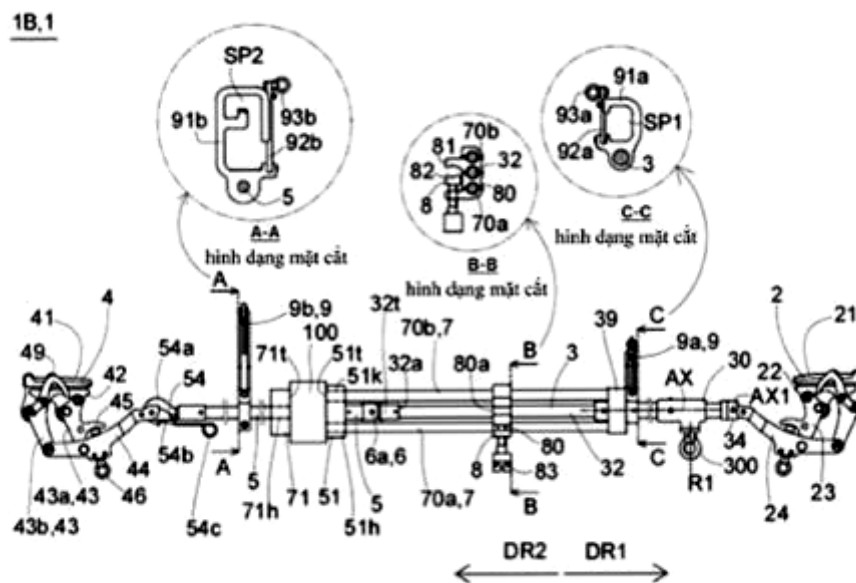 1B,1
SP2
91b
93b
92b
5
A-A
hình dạng mặt cắt
70b
81
32
82
8
80
70a
B-B
hình dạng mặt cắt
91a
93a
SP1
92a
3
C-C
hình dạng mặt cắt
A
9b,9
32t
B
39
C
4
41
100
70b,7
2
21
49
54a
71t
51t
32a
80a
3
9a,9
30
42
54
51k
AX
22
AX1
45
34
54b
A
80
C
300
44
5
71
51
5
6a,6
8
83
32
R1
23
46
43a,43
54c
71h
51h
70a,7
B
24
43b,43
DR2
DR1